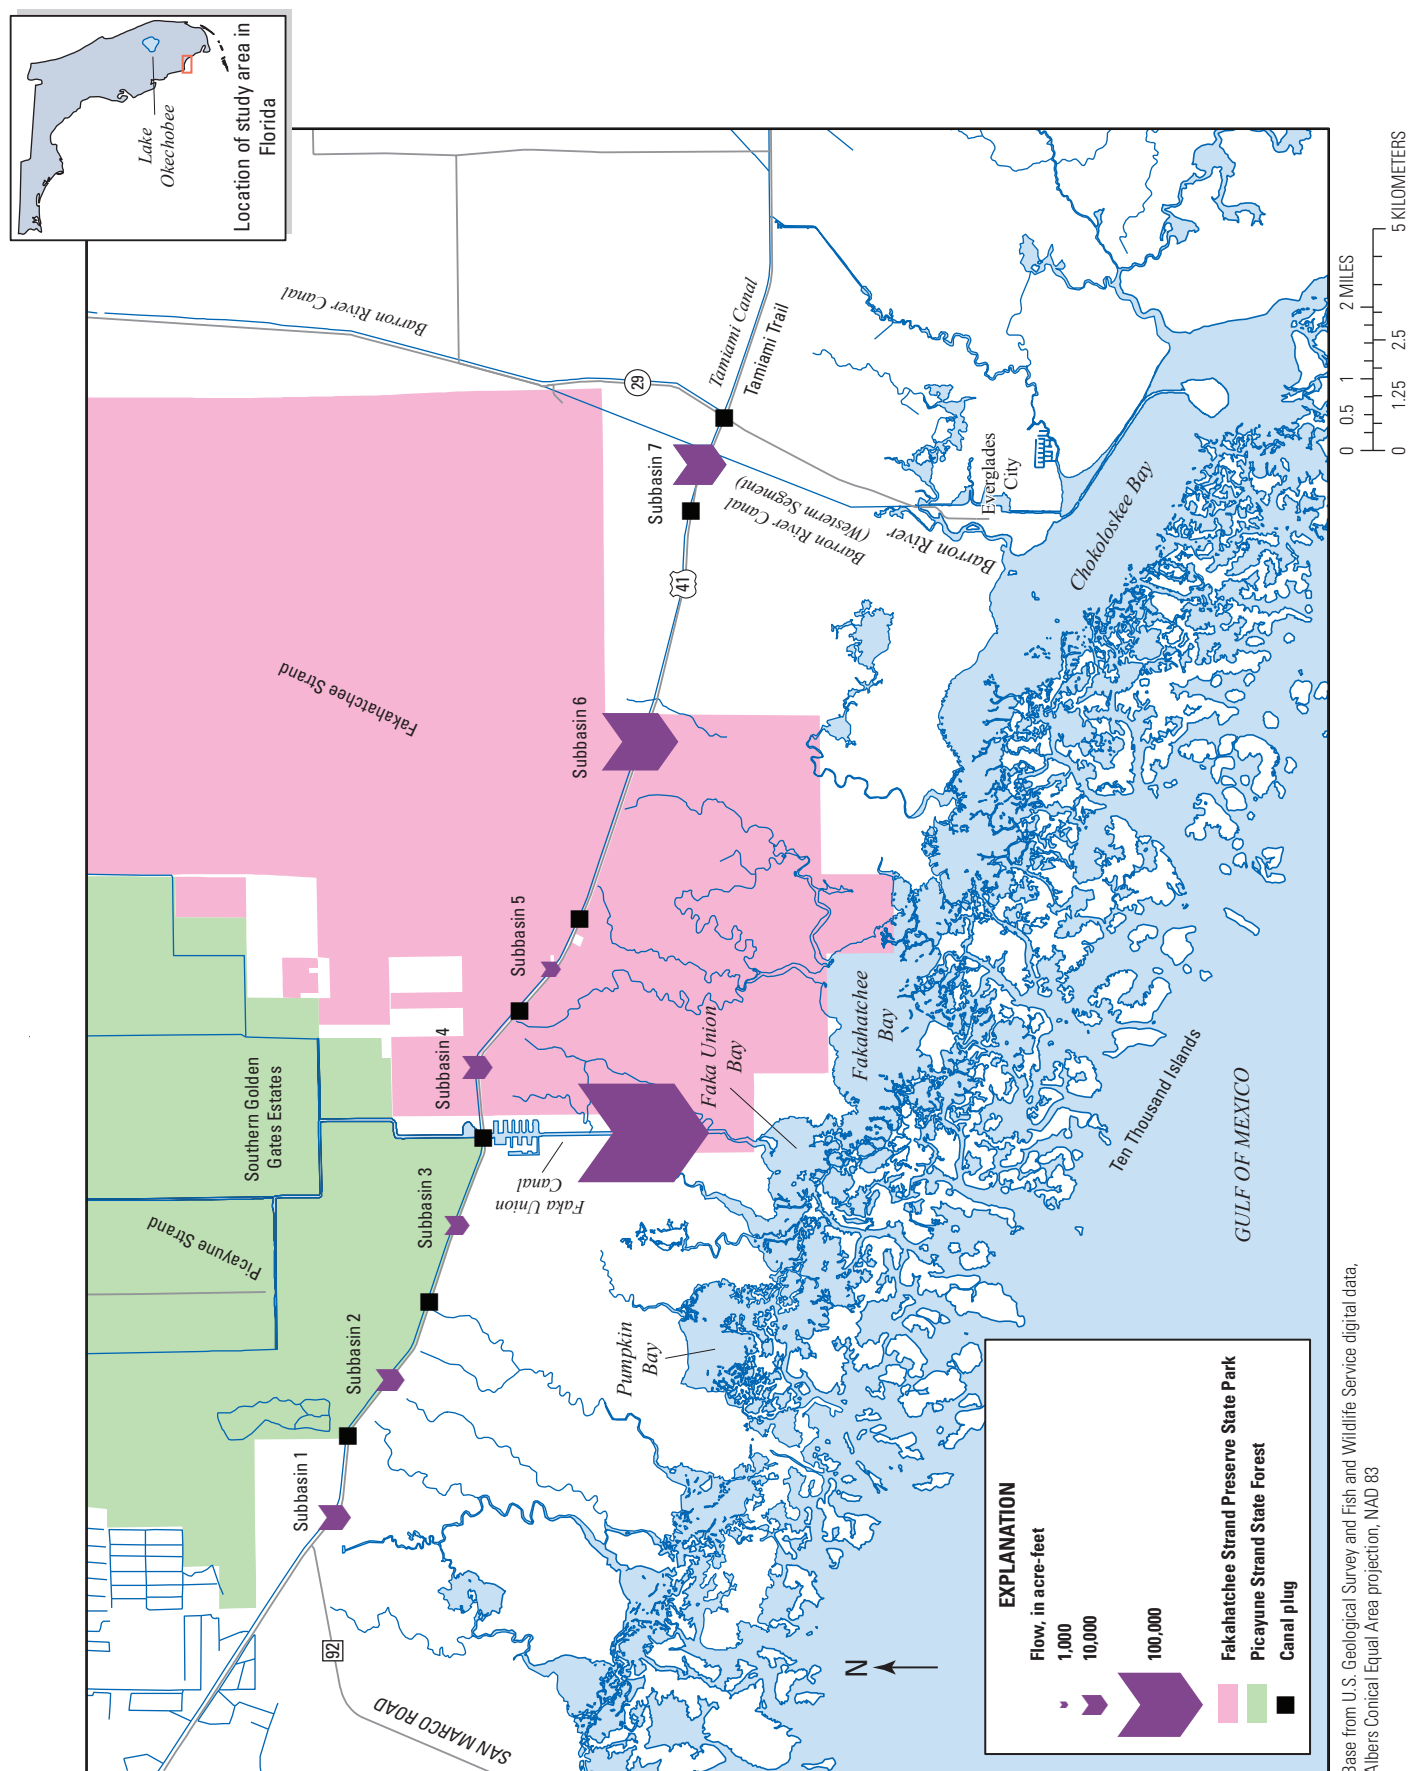 Lake
Okechobee
Location of study area in
Florida
Barron River Canal
Tamiami Canal
Tamiami Trail
29
Subbasin 7
Barron River Canal
(Westerm Segment)
Barron River
Everglades
City
Chokoloskee Bay
41
Fakahatchee Strand
Subbasin 6
Subbasin 5
Subbasin 4
Southern Golden
Gates Estates
Faka Union
Bay
Fakahatchee
Bay
Ten Thousand Islands
GULF OF MEXICO
Faka Union
Canal
Subbasin 3
Picayune Strand
Subbasin 2
Pumpkin
Bay
Subbasin 1
92
SAN MARCO ROAD
N
EXPLANATION
Flow, in acre-feet
1,000
10,000
100,000
Fakahatchee Strand Preserve State Park
Picayune Strand State Forest
Canal plug
0 0.5 1 2 MILES
0 1.25 2.5 5 KILOMETERS
Base from U.S. Geological Survey and Fish and Wildlife Service digital data,
Albers Conical Equal Area projection, NAD 83